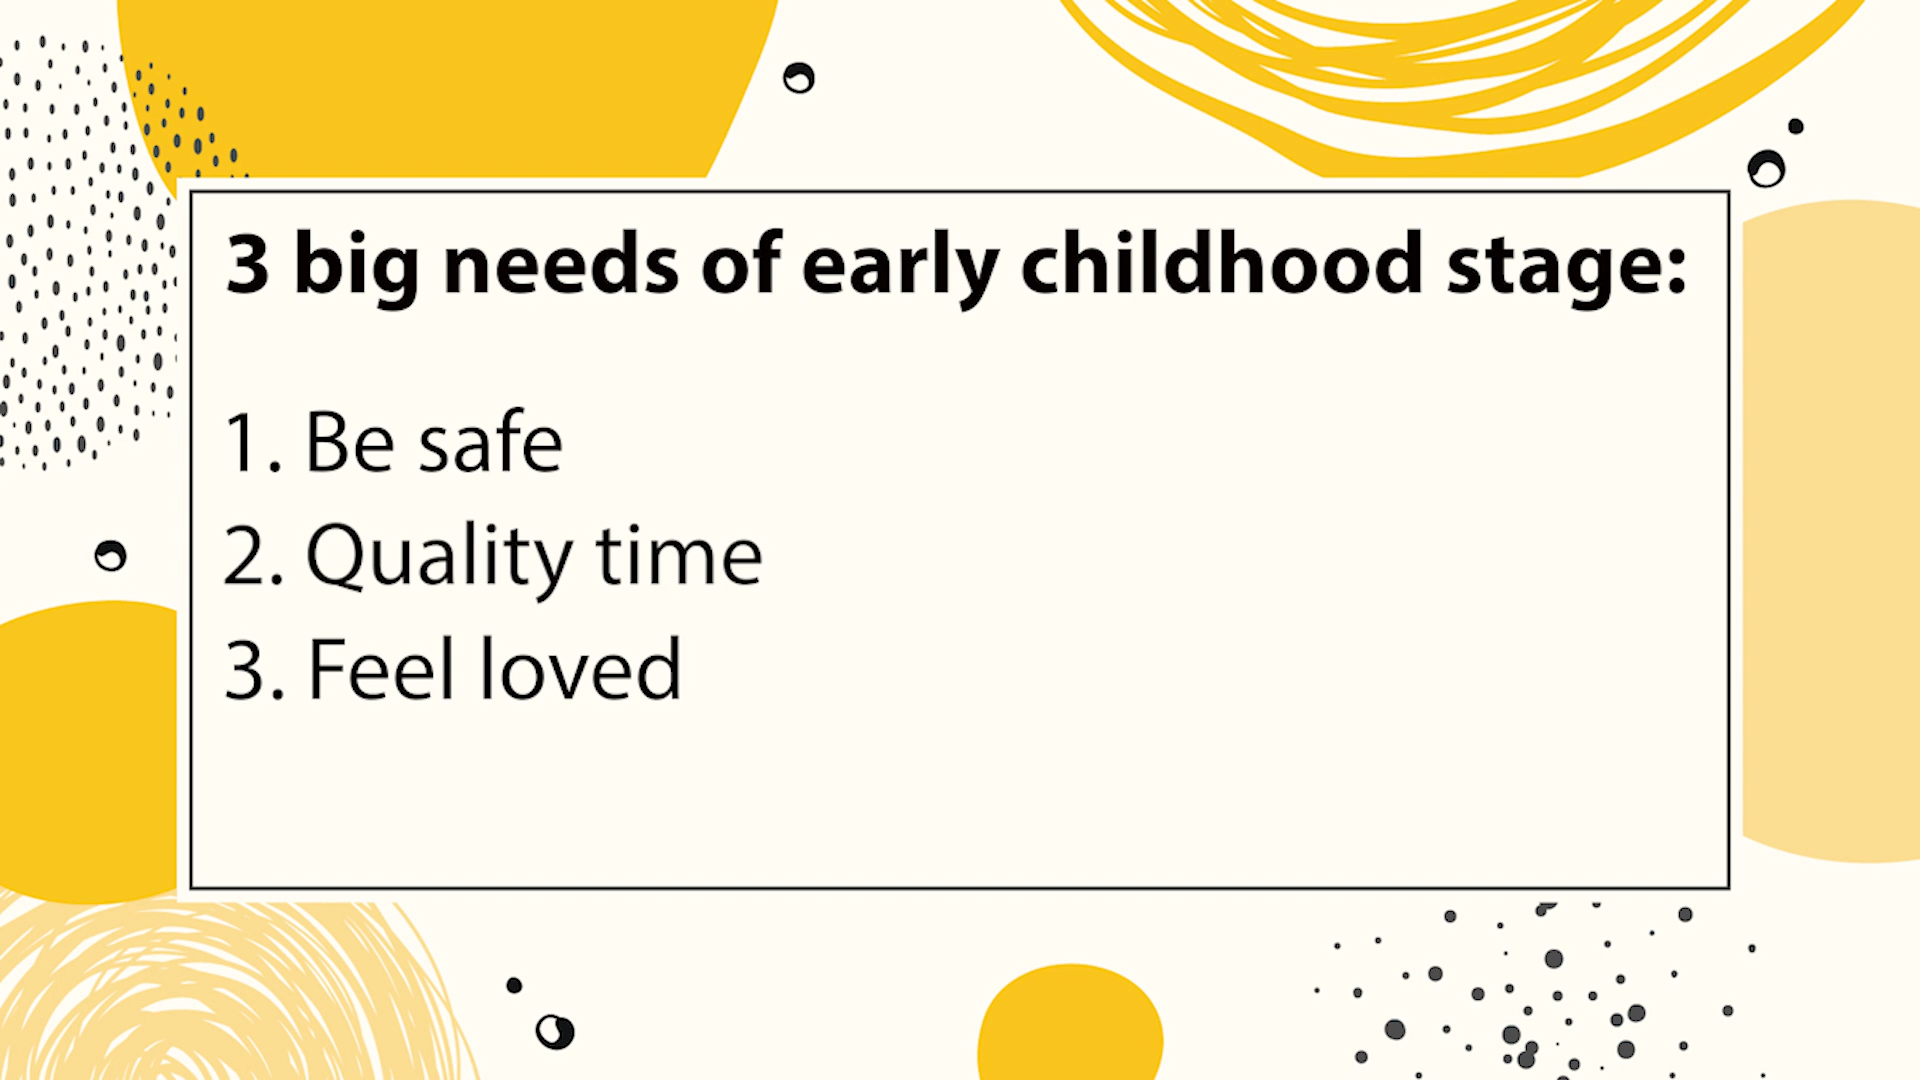 3 big needs of early childhood stage:
1. Be safe
2. Quality time
3. Feel loved